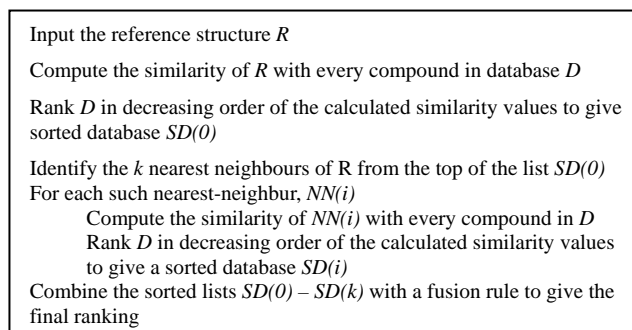 Input the reference structure R
Compute the similarity of R with every compound in database D
Rank D in decreasing order of the calculated similarity values to give
sorted database SD(0)
Identify the k nearest neighbours of R from the top of the list SD(0)
For each such nearest-neighbur, NN(i)
Compute the similarity of NN(i) with every compound in D
Rank D in decreasing order of the calculated similarity values
to give a sorted database SD(i)
Combine the sorted lists SD(0) – SD(k) with a fusion rule to give the
final ranking